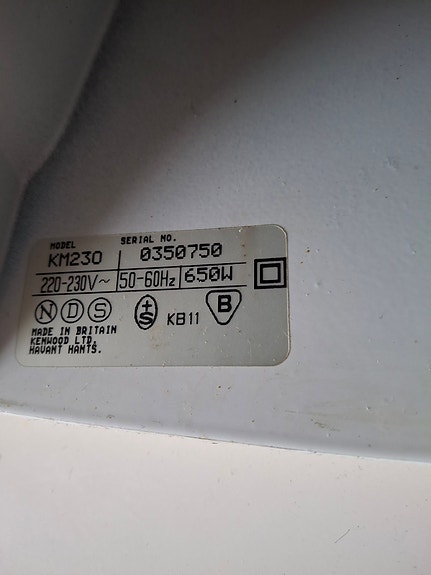 MODEL SERIAL NO.
KM230 0350750
220-230V~ 50-60Hz 650W
N D S +S KB11 B
MADE IN BRITAIN
KENWOOD LTD.
HAVANT HANTS.